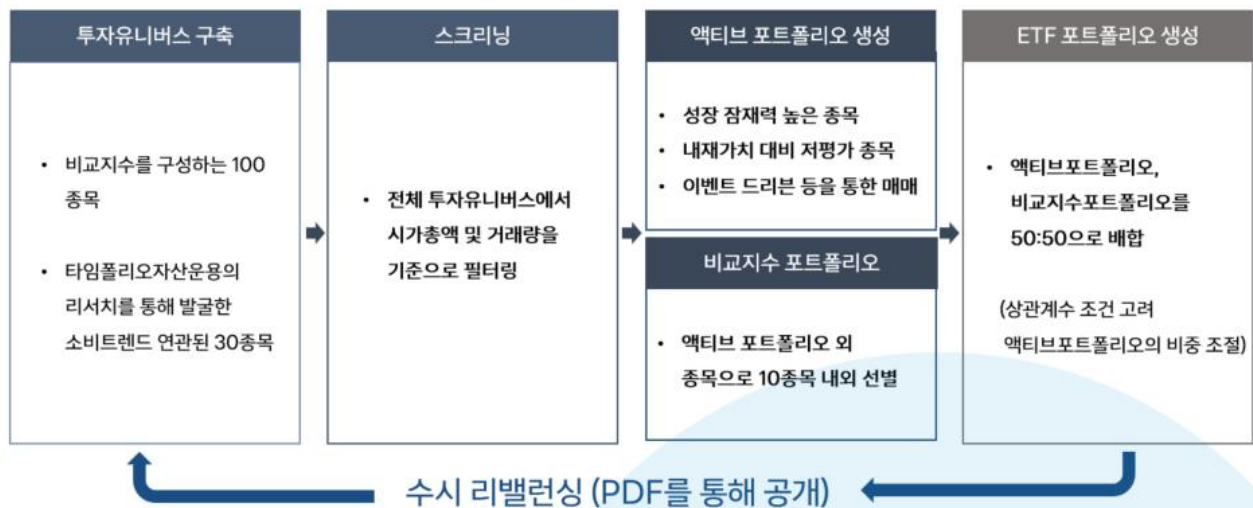 투자유니버스 구축
• 비교지수를 구성하는 100
종목
• 타임폴리오자산운용의
리서치를 통해 발굴한
소비트렌드 연관된 30종목
스크리닝
• 전체 투자유니버스에서
시가총액 및 거래량을
기준으로 필터링
액티브 포트폴리오 생성
• 성장 잠재력 높은 종목
• 내재가치 대비 저평가 종목
• 이벤트 드리븐 등을 통한 매매
비교지수 포트폴리오
• 액티브 포트폴리오 외
종목으로 10종목 내외 선별
ETF 포트폴리오 생성
• 액티브포트폴리오,
비교지수포트폴리오를
50:50으로 배합
(상관계수 조건 고려
액티브포트폴리오의 비중 조절)
수시 리밸런싱 (PDF를 통해 공개)